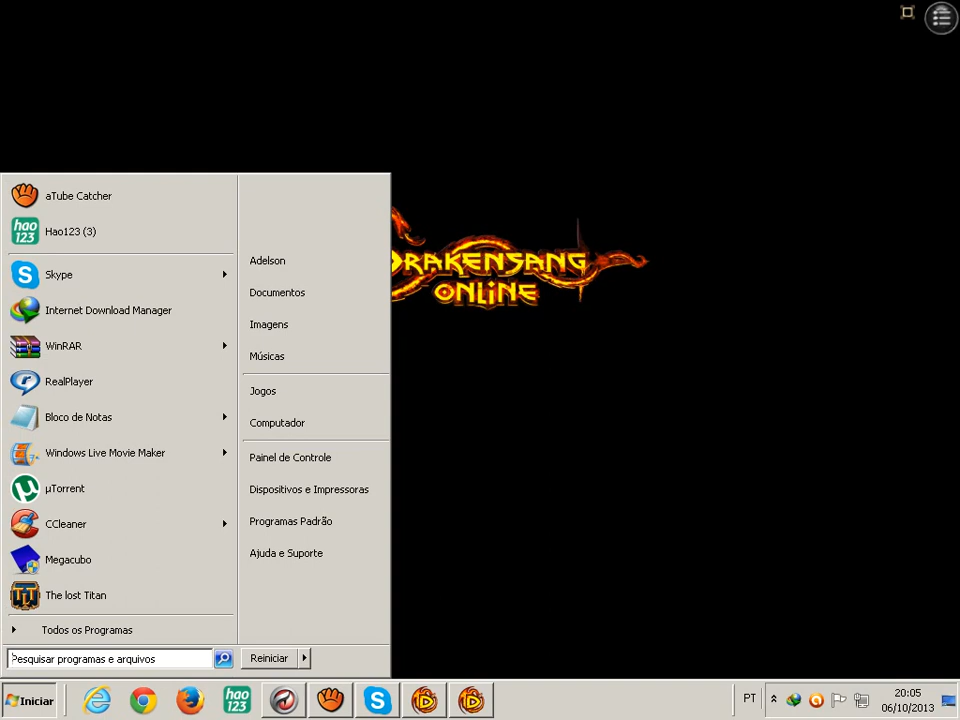 aTube Catcher
hao
123
Hao123 (3)
Skype
Internet Download Manager
WinRAR
RealPlayer
Bloco de Notas
Windows Live Movie Maker
µTorrent
CCleaner
Megacubo
The lost Titan
Todos os Programas
Pesquisar programas e arquivos
Adelson
Documentos
Imagens
Músicas
Jogos
Computador
Painel de Controle
Dispositivos e Impressoras
Programas Padrão
Ajuda e Suporte
Reiniciar
DRAKENSANG
ONLINE
Iniciar
hao
123
PT
20:05
06/10/2013